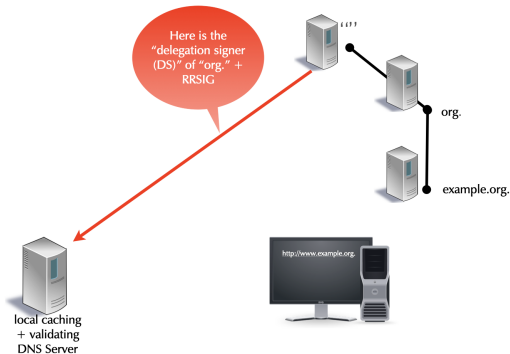 Here is the
“delegation signer
(DS)” of “org.” +
RRSIG
“.”
org.
example.org.
http://www.example.org.
local caching
+ validating
DNS Server